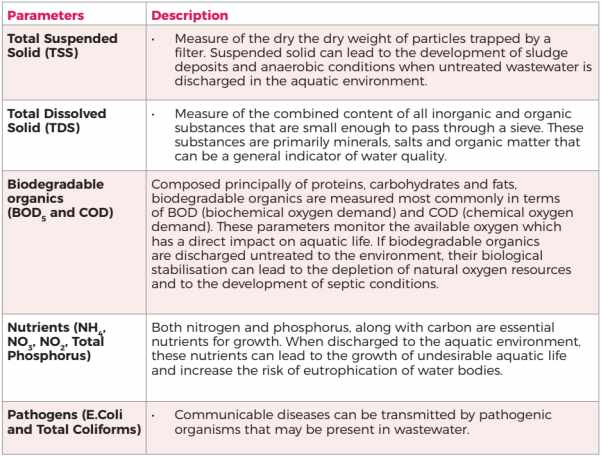 Parameters Description
Total Suspended Solid (TSS)
• Measure of the dry the dry weight of particles trapped by a
filter. Suspended solid can lead to the development of sludge
deposits and anaerobic conditions when untreated wastewater is
discharged in the aquatic environment.
Total Dissolved Solid (TDS)
• Measure of the combined content of all inorganic and organic
substances that are small enough to pass through a sieve. These
substances are primarily minerals, salts and organic matter that
can be a general indicator of water quality.
Biodegradable
organics
(BOD₅ and COD)
Composed principally of proteins, carbohydrates and fats,
biodegradable organics are measured most commonly in terms
of BOD (biochemical oxygen demand) and COD (chemical oxygen
demand). These parameters monitor the available oxygen which
has a direct impact on aquatic life. If biodegradable organics
are discharged untreated to the environment, their biological
stabilisation can lead to the depletion of natural oxygen resources
and to the development of septic conditions.
Nutrients (NH₄,
NO₃, NO₂, Total
Phosphorus)
Both nitrogen and phosphorus, along with carbon are essential
nutrients for growth. When discharged to the aquatic environment,
these nutrients can lead to the growth of undesirable aquatic life
and increase the risk of eutrophication of water bodies.
Pathogens (E.Coli
and Total Coliforms)
• Communicable diseases can be transmitted by pathogenic
organisms that may be present in wastewater.